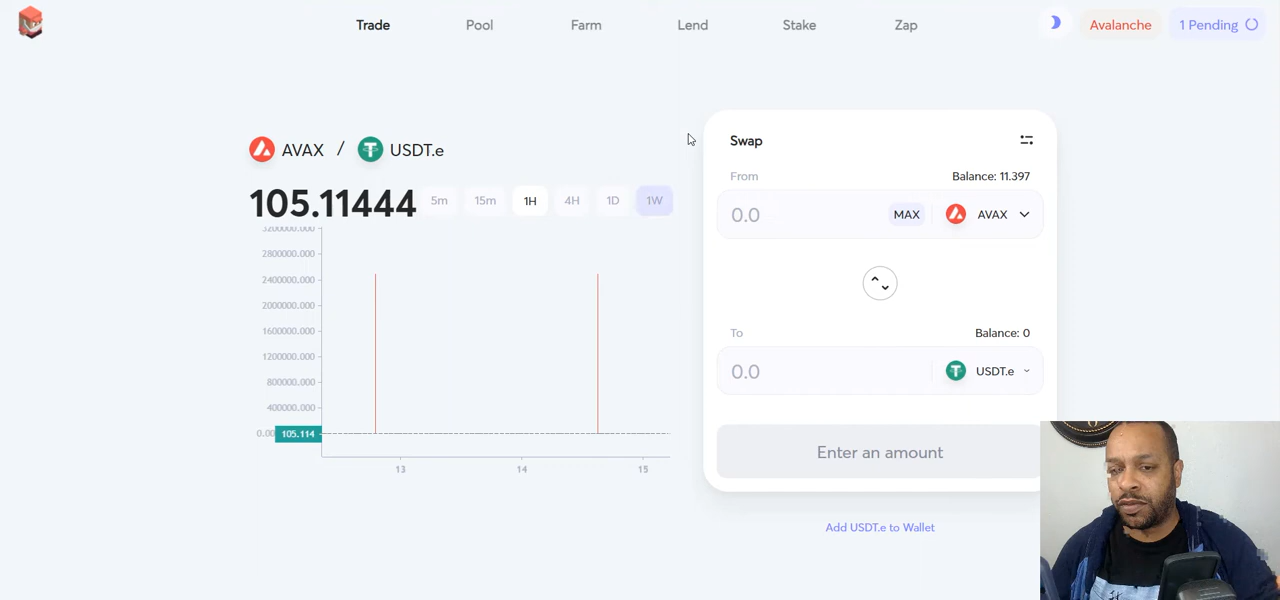 Trade Pool Farm Lend Stake Zap Avalanche 1 Pending
AVAX / USDT.e
105.11444 5m 15m 1H 4H 1D 1W
3200000.000
2800000.000
2400000.000
2000000.000
1600000.000
1200000.000
800000.000
400000.000
0.00 105.114
13 14 15
Swap
From Balance: 11.397
0.0 MAX AVAX
To Balance: 0
0.0 USDT.e
Enter an amount
Add USDT.e to Wallet